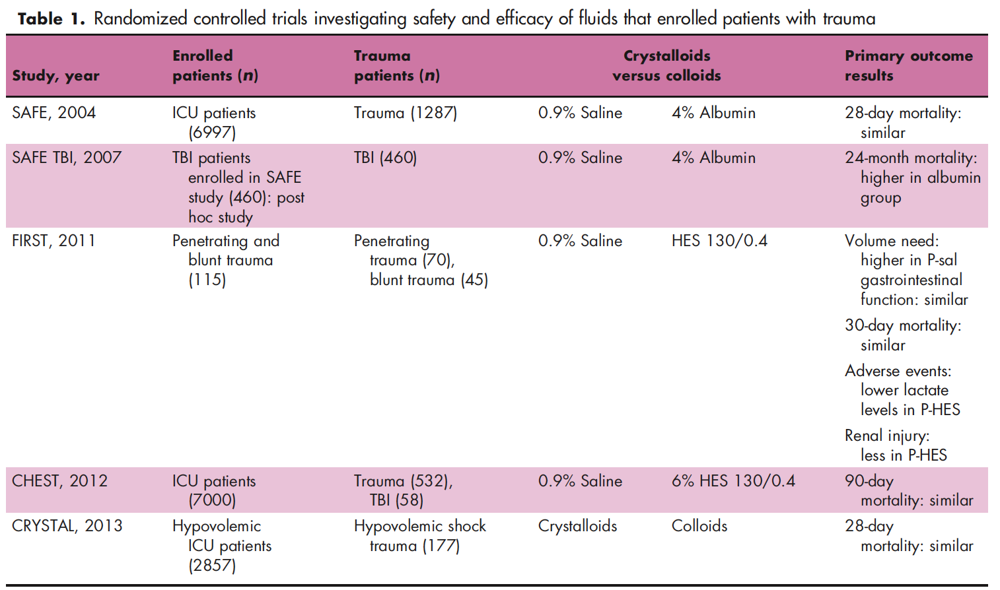 Table 1. Randomized controlled trials investigating safety and efficacy of fluids that enrolled patients with trauma
Study, year
Enrolled
patients (n)
Trauma
patients (n)
Crystalloids
versus colloids
Primary outcome
results
SAFE, 2004
ICU patients
(6997)
Trauma (1287)
0.9% Saline
4% Albumin
28-day mortality:
similar
SAFE TBI, 2007
TBI patients
enrolled in SAFE
study (460): post
hoc study
TBI (460)
0.9% Saline
4% Albumin
24-month mortality:
higher in albumin
group
FIRST, 2011
Penetrating and
blunt trauma
(115)
Penetrating
trauma (70),
blunt trauma (45)
0.9% Saline
HES 130/0.4
Volume need:
higher in P-sal
gastrointestinal
function: similar
30-day mortality:
similar
Adverse events:
lower lactate
levels in P-HES
Renal injury:
less in P-HES
CHEST, 2012
ICU patients
(7000)
Trauma (532),
TBI (58)
0.9% Saline
6% HES 130/0.4
90-day
mortality: similar
CRYSTAL, 2013
Hypovolemic
ICU patients
(2857)
Hypovolemic shock
trauma (177)
Crystalloids
Colloids
28-day
mortality: similar